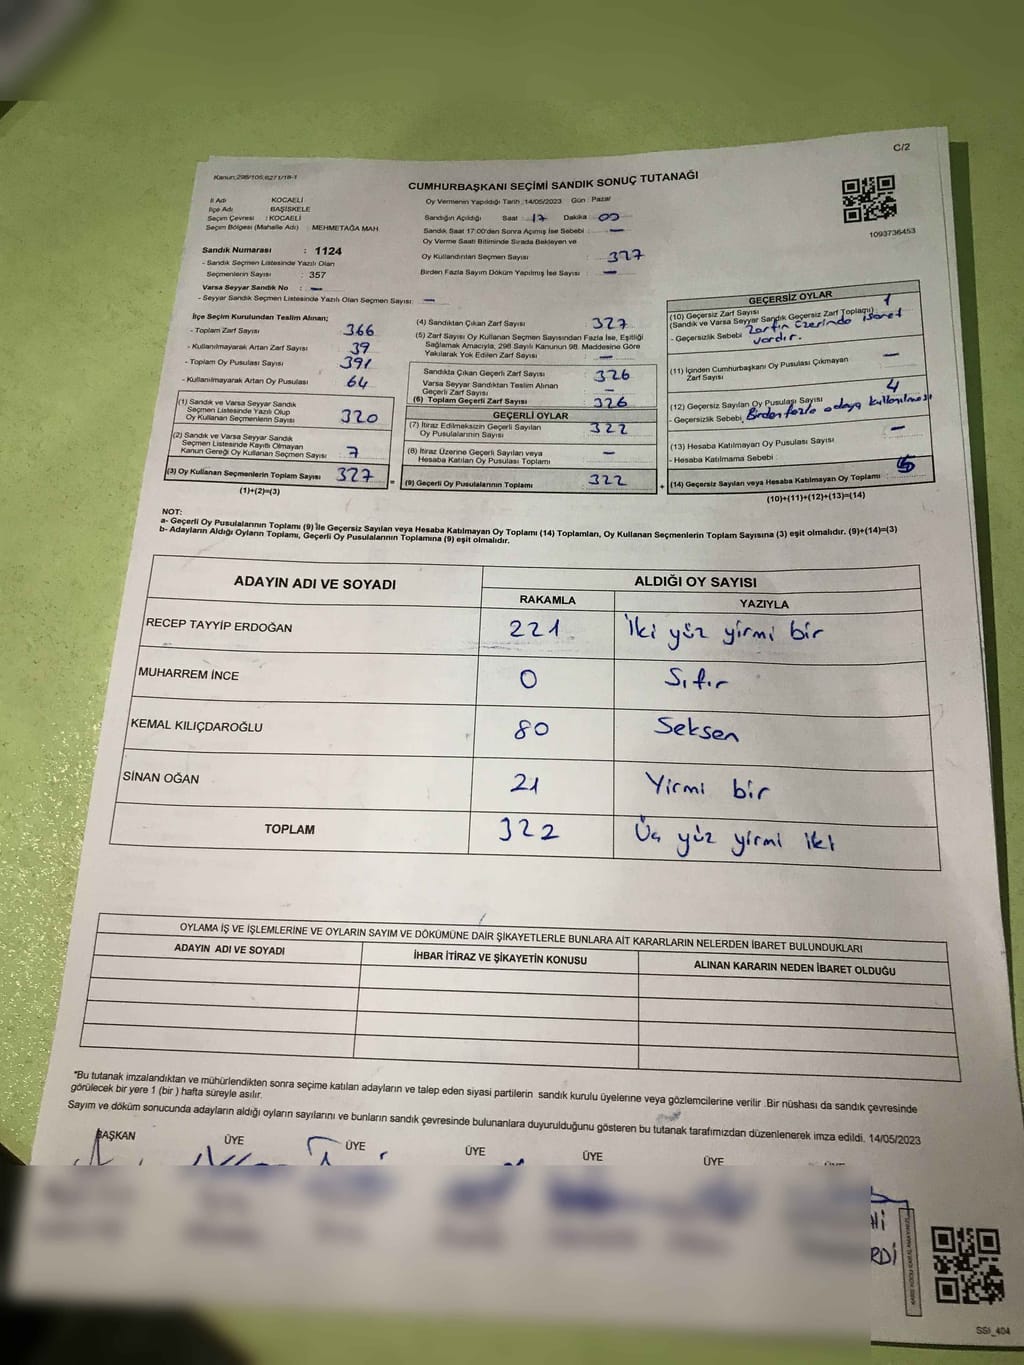 C/2
Kanun:298/105;6271/18-1
CUMHURBAŞKANI SEÇİMİ SANDIK SONUÇ TUTANAĞI
İl Adı KOCAELİ
İlçe Adı BAŞİSKELE
Seçim Çevresi : KOCAELİ
Seçim Bölgesi (Mahalle Adı) : MEHMETAĞA MAH.
Oy Vermenin Yapıldığı Tarih :14/05/2023 Gün : Pazar
Sandığın Açıldığı Saat : 17 Dakika : 00
Sandık Saat 17:00'den Sonra Açımış İse Sebebi : —
Oy Verme Saati Bitiminde Sırada Bekleyen ve
Oy Kullandırılan Seçmen Sayısı : 327
Birden Fazla Sayım Döküm Yapılmış İse Sayısı : —
1093736453
Sandık Numarası : 1124
- Sandık Seçmen Listesinde Yazılı Olan
Seçmenlerin Sayısı : 357
Varsa Seyyar Sandık No : —
- Seyyar Sandık Seçmen Listesinde Yazılı Olan Seçmen Sayısı: —
İlçe Seçim Kurulundan Teslim Alınan;
- Toplam Zarf Sayısı 366
- Kullanılmayarak Artan Zarf Sayısı 39
- Toplam Oy Pusulası Sayısı 391
- Kullanılmayarak Artan Oy Pusulası 64
(1) Sandık ve Varsa Seyyar Sandık
Seçmen Listesinde Yazılı Olup
Oy Kullanan Seçmenlerin Sayısı 320
(2) Sandık ve Varsa Seyyar Sandık
Seçmen Listesinde Kayıtlı Olmayan
Kanun Gereği Oy Kullanan Seçmen Sayısı : 7
(3) Oy Kullanan Seçmenlerin Toplam Sayısı 327
(1)+(2)=(3)
(4) Sandıktan Çıkan Zarf Sayısı : 327
(5) Zarf Sayısı Oy Kullanan Seçmen Sayısından Fazla İse, Eşitliği
Sağlamak Amacıyla, 298 Sayılı Kanunun 98. Maddesine Göre
Yakılarak Yok Edilen Zarf Sayısı : —
Sandıkta Çıkan Geçerli Zarf Sayısı : 326
Varsa Seyyar Sandıktan Teslim Alınan
Geçerli Zarf Sayısı : —
(6) Toplam Geçerli Zarf Sayısı : 326
GEÇERLİ OYLAR
(7) İtiraz Edilmeksizin Geçerli Sayılan
Oy Pusulalarının Sayısı : 322
(8) İtiraz Üzerine Geçerli Sayılan veya
Hesaba Katılan Oy Pusulası Toplamı : —
(9) Geçerli Oy Pusulalarının Toplamı : 322
GEÇERSİZ OYLAR
(10) Geçersiz Zarf Sayısı : 1
(Sandık ve Varsa Seyyar Sandık Geçersiz Zarf Toplamı)
- Geçersizlik Sebebi : Zarfın üzerinde işaret
vardır.
(11) İçinden Cumhurbaşkanı Oy Pusulası Çıkmayan
Zarf Sayısı : —
(12) Geçersiz Sayılan Oy Pusulası Sayısı : 4
- Geçersizlik Sebebi : Birden fazla adaya kullanılması
(13) Hesaba Katılmayan Oy Pusulası Sayısı : —
- Hesaba Katılmama Sebebi :
(14) Geçersiz Sayılan veya Hesaba Katılmayan Oy Toplamı : 5
(10)+(11)+(12)+(13)=(14)
NOT:
a- Geçerli Oy Pusulalarının Toplamı (9) İle Geçersiz Sayılan veya Hesaba Katılmayan Oy Toplamı (14) Toplamları, Oy Kullanan Seçmenlerin Toplam Sayısına (3) eşit olmalıdır. (9)+(14)=(3)
b- Adayların Aldığı Oyların Toplamı, Geçerli Oy Pusulalarının Toplamına (9) eşit olmalıdır.
ADAYIN ADI VE SOYADI ALDIĞI OY SAYISI
RAKAMLA YAZIYLA
RECEP TAYYİP ERDOĞAN 221 İki yüz yirmi bir
MUHARREM İNCE 0 Sıfır
KEMAL KILIÇDAROĞLU 80 Seksen
SİNAN OĞAN 21 Yirmi bir
TOPLAM 322 Üç yüz yirmi iki
OYLAMA İŞ VE İŞLEMLERİNE VE OYLARIN SAYIM VE DÖKÜMÜNE DAİR ŞİKAYETLERLE BUNLARA AİT KARARLARIN NELERDEN İBARET BULUNDUKLARI
ADAYIN ADI VE SOYADI İHBAR İTİRAZ VE ŞİKAYETİN KONUSU ALINAN KARARIN NEDEN İBARET OLDUĞU
*Bu tutanak imzalandıktan ve mühürlendikten sonra seçime katılan adayların ve talep eden siyasi partilerin sandık kurulu üyelerine veya gözlemcilerine verilir .Bir nüshası da sandık çevresinde
görülecek bir yere 1 (bir ) hafta süreyle asılır.
Sayım ve döküm sonucunda adayların aldığı oyların sayılarını ve bunların sandık çevresinde bulunanlara duyurulduğunu gösteren bu tutanak tarafımızdan düzenlenerek imza edildi. 14/05/2023
BAŞKAN ÜYE ÜYE ÜYE ÜYE ÜYE
SSI_404